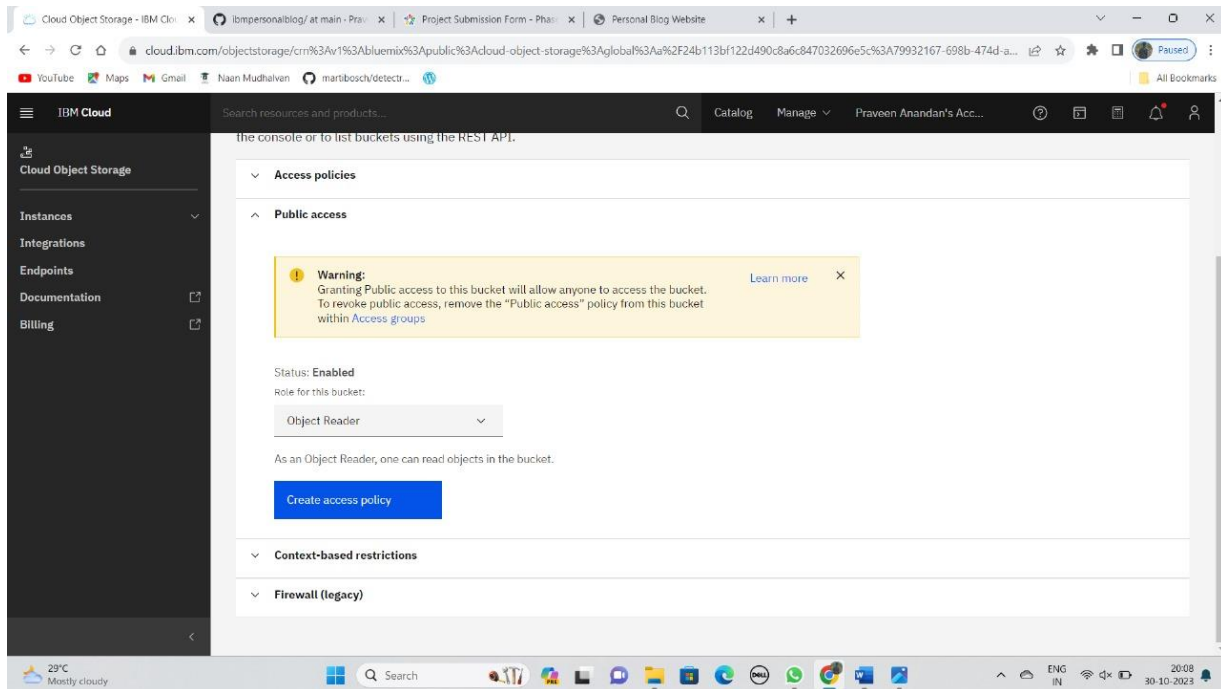 Cloud Object Storage - IBM Clou
ibmpersonalblog/ at main · Prav
Project Submission Form - Phas
Personal Blog Website
cloud.ibm.com/objectstorage/crn%3Av1%3Abluemix%3Apublic%3Acloud-object-storage%3Aglobal%3Aa%2F24b113bf122d490c8a6c847032696e5c%3A79932167-698b-474d-a...
Paused
YouTube Maps Gmail Naan Mudhalvan martibosch/detectr... All Bookmarks
IBM Cloud
Search resources and products...
Catalog Manage Praveen Anandan's Acc...
Cloud Object Storage
Instances
Integrations
Endpoints
Documentation
Billing
the console or to list buckets using the REST API.
Access policies
Public access
Warning:
Learn more
Granting Public access to this bucket will allow anyone to access the bucket.
To revoke public access, remove the "Public access" policy from this bucket
within Access groups
Status: Enabled
Role for this bucket:
Object Reader
As an Object Reader, one can read objects in the bucket.
Create access policy
Context-based restrictions
Firewall (legacy)
29°C
Mostly cloudy
Search
PRE
DELL
ENG
IN
20:08
30-10-2023